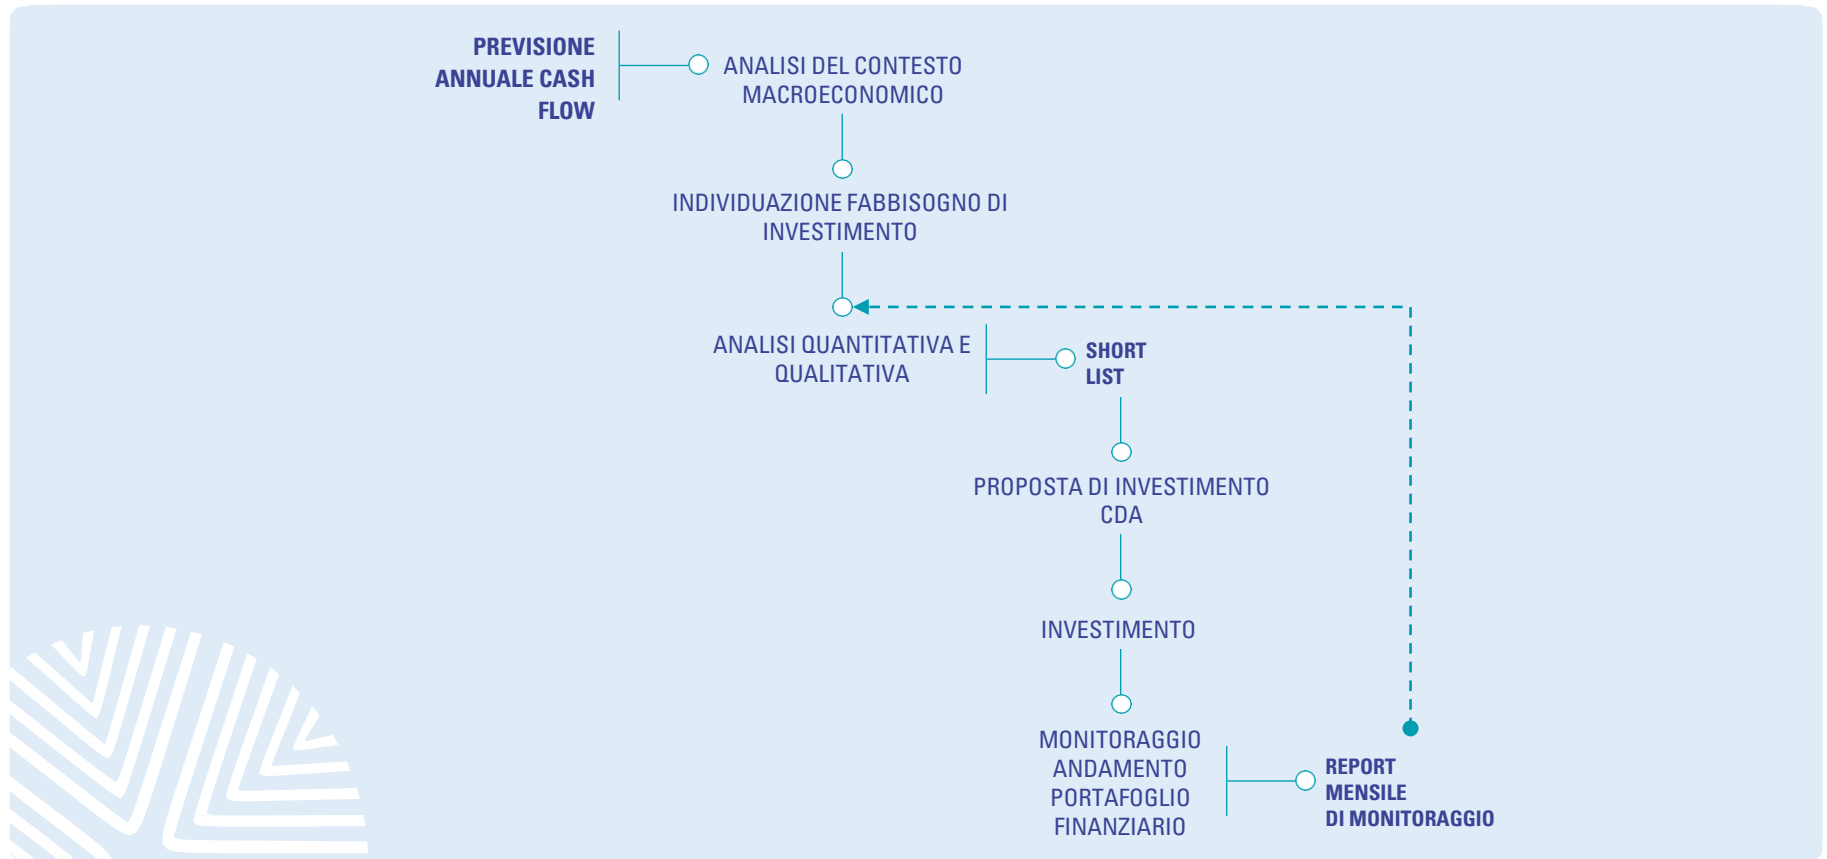 PREVISIONE
ANNUALE CASH
FLOW
ANALISI DEL CONTESTO
MACROECONOMICO
INDIVIDUAZIONE FABBISOGNO DI
INVESTIMENTO
ANALISI QUANTITATIVA E
QUALITATIVA
SHORT
LIST
PROPOSTA DI INVESTIMENTO
CDA
INVESTIMENTO
MONITORAGGIO
ANDAMENTO
PORTAFOGLIO
FINANZIARIO
REPORT
MENSILE
DI MONITORAGGIO